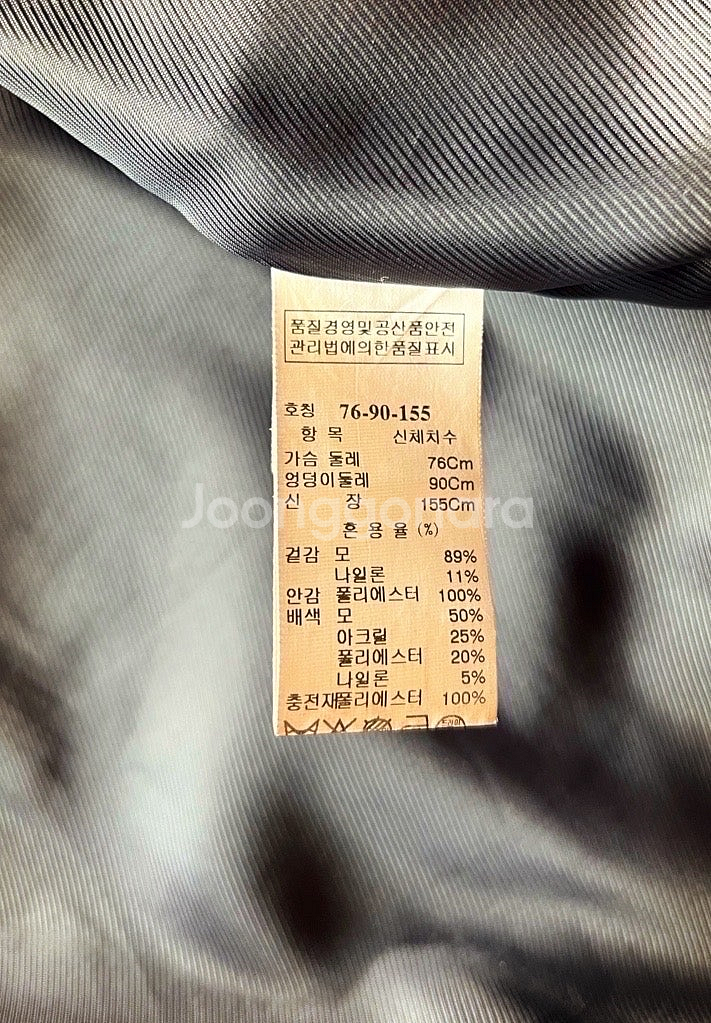 품질경영및공산품안전
관리법에의한품질표시
호칭 76-90-155
항 목 신체치수
가슴 둘레 76Cm
엉덩이둘레 90Cm
신 장 155Cm
Joonggonara
혼 용 율 (%)
겉감 모 89%
나일론 11%
안감 폴리에스터 100%
배색 모 50%
아크릴 25%
폴리에스터 20%
나일론 5%
충전재폴리에스터 100%
드라이